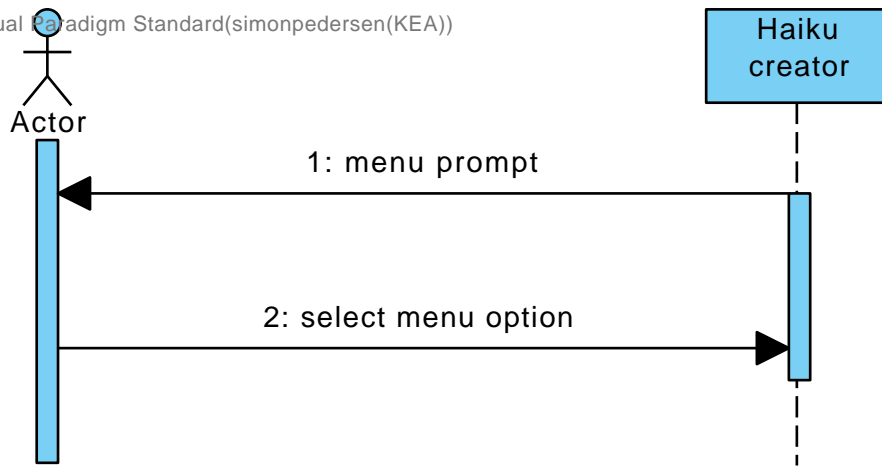 ual Paradigm Standard(simonpedersen(KEA))
Haiku
creator
Actor
1: menu prompt
2: select menu option